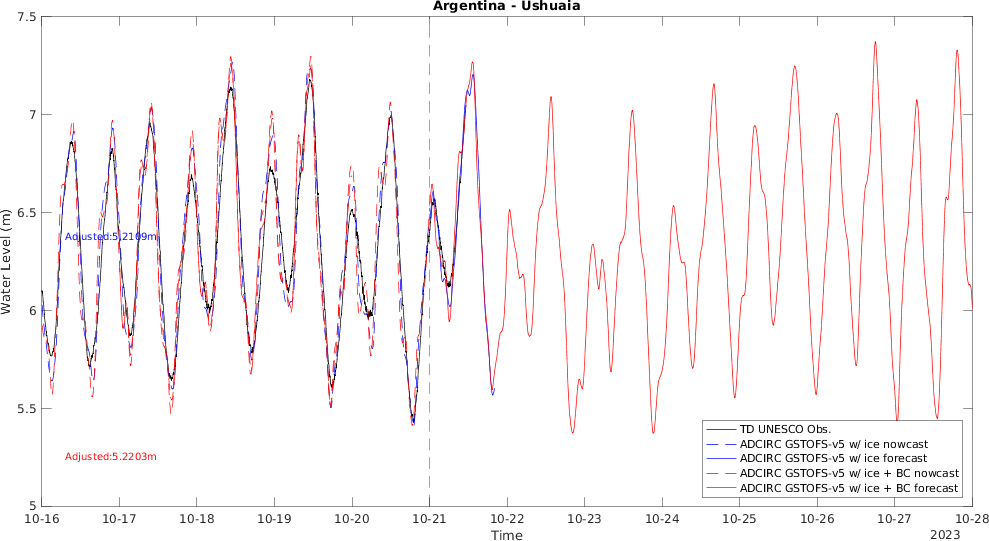 Argentina - Ushuaia
7.5
7
6.5
6
5.5
5
Water Level (m)
Adjusted:5.2109m
Adjusted:5.2203m
TD UNESCO Obs.
ADCIRC GSTOFS-v5 w/ ice nowcast
ADCIRC GSTOFS-v5 w/ ice forecast
ADCIRC GSTOFS-v5 w/ ice + BC nowcast
ADCIRC GSTOFS-v5 w/ ice + BC forecast
10-16 10-17 10-18 10-19 10-20 10-21 10-22 10-23 10-24 10-25 10-26 10-27 10-28
Time
2023